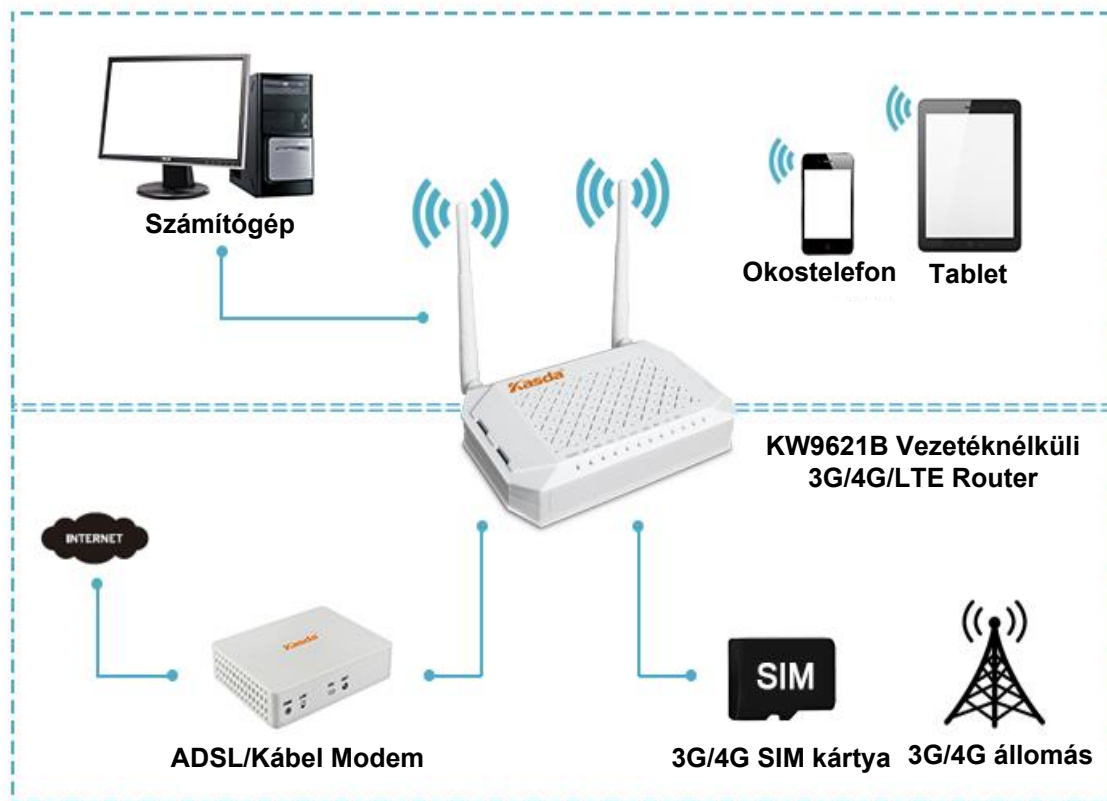 Számítógép
Okostelefon
Tablet
Kasda
KW9621B Vezetéknélküli
3G/4G/LTE Router
INTERNET
Kasda
SIM
ADSL/Kábel Modem
3G/4G SIM kártya
3G/4G állomás